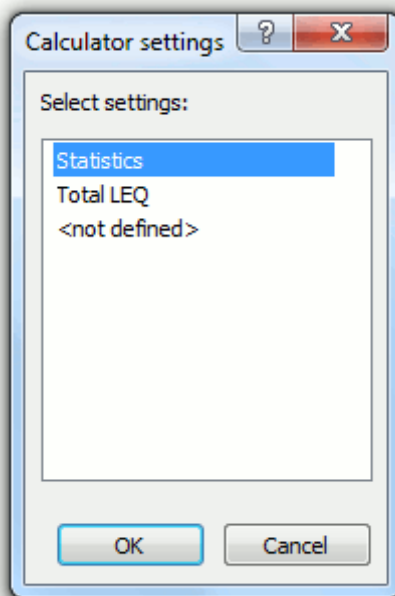 Calculator settings ?
Select settings:
Statistics
Total LEQ
<not defined>
OK Cancel